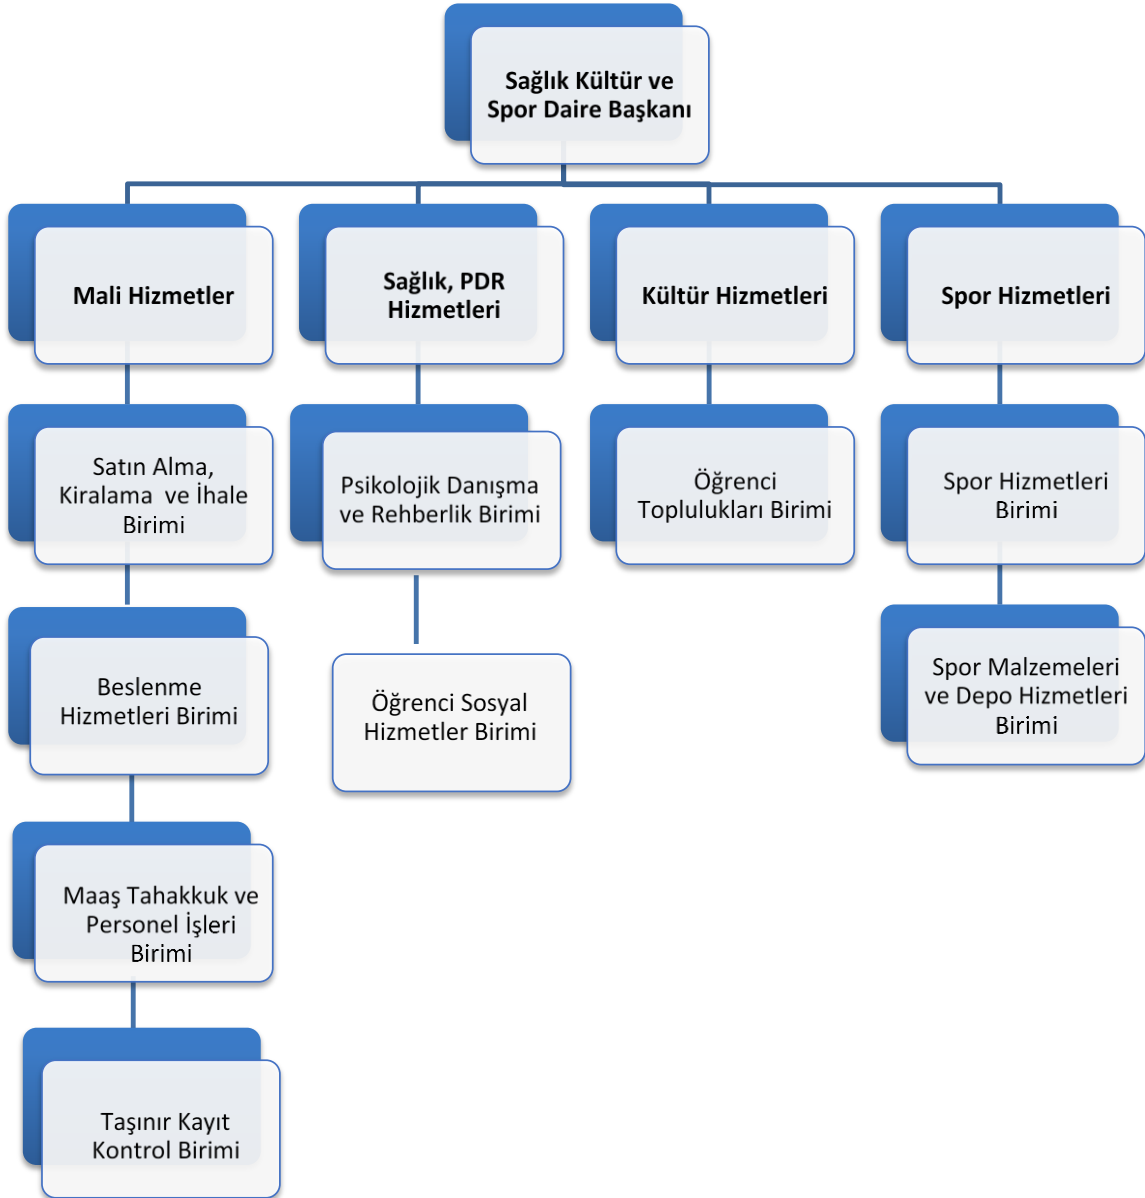 Sağlık Kültür ve
Spor Daire Başkanı
Mali Hizmetler
Sağlık, PDR
Hizmetleri
Kültür Hizmetleri
Spor Hizmetleri
Satın Alma,
Kiralama ve İhale
Birimi
Psikolojik Danışma
ve Rehberlik Birimi
Öğrenci
Toplulukları Birimi
Spor Hizmetleri
Birimi
Beslenme
Hizmetleri Birimi
Öğrenci Sosyal
Hizmetler Birimi
Spor Malzemeleri
ve Depo Hizmetleri
Birimi
Maaş Tahakkuk ve
Personel İşleri
Birimi
Taşınır Kayıt
Kontrol Birimi